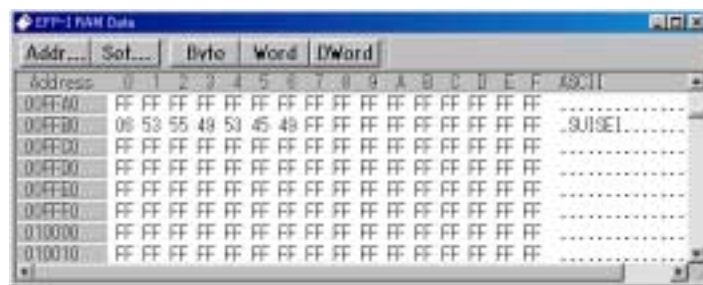 EFP-I RAM Data
Addr... Set... Byte Word DWord
Address 0 1 2 3 4 5 6 7 8 9 A B C D E F ASCII
00FFA0 FF FF FF FF FF FF FF FF FF FF FF FF FF FF FF FF ................
00FFB0 06 53 55 49 53 45 49 FF FF FF FF FF FF FF FF FF .SUISEI.........
00FFC0 FF FF FF FF FF FF FF FF FF FF FF FF FF FF FF FF ................
00FFD0 FF FF FF FF FF FF FF FF FF FF FF FF FF FF FF FF ................
00FFE0 FF FF FF FF FF FF FF FF FF FF FF FF FF FF FF FF ................
00FFF0 FF FF FF FF FF FF FF FF FF FF FF FF FF FF FF FF ................
010000 FF FF FF FF FF FF FF FF FF FF FF FF FF FF FF FF ................
010010 FF FF FF FF FF FF FF FF FF FF FF FF FF FF FF FF ................